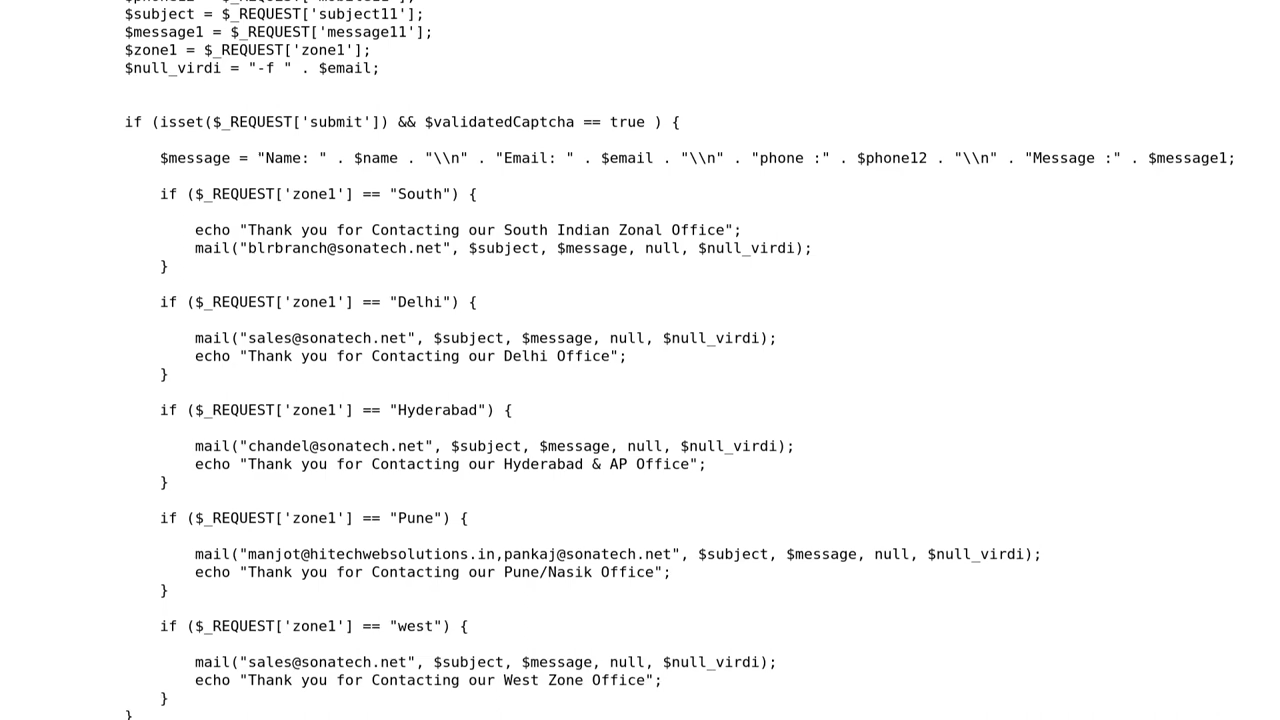 $subject = $_REQUEST['subject11'];
$message1 = $_REQUEST['message11'];
$zone1 = $_REQUEST['zone1'];
$null_virdi = "-f " . $email;
if (isset($_REQUEST['submit']) && $validatedCaptcha == true ) {
$message = "Name: " . $name . "\\n" . "Email: " . $email . "\\n" . "phone :" . $phone12 . "\\n" . "Message :" . $message1;
if ($_REQUEST['zone1'] == "South") {
echo "Thank you for Contacting our South Indian Zonal Office";
mail("blrbranch@sonatech.net", $subject, $message, null, $null_virdi);
}
if ($_REQUEST['zone1'] == "Delhi") {
mail("sales@sonatech.net", $subject, $message, null, $null_virdi);
echo "Thank you for Contacting our Delhi Office";
}
if ($_REQUEST['zone1'] == "Hyderabad") {
mail("chandel@sonatech.net", $subject, $message, null, $null_virdi);
echo "Thank you for Contacting our Hyderabad & AP Office";
}
if ($_REQUEST['zone1'] == "Pune") {
mail("manjot@hitechwebsolutions.in,pankaj@sonatech.net", $subject, $message, null, $null_virdi);
echo "Thank you for Contacting our Pune/Nasik Office";
}
if ($_REQUEST['zone1'] == "west") {
mail("sales@sonatech.net", $subject, $message, null, $null_virdi);
echo "Thank you for Contacting our West Zone Office";
}
}